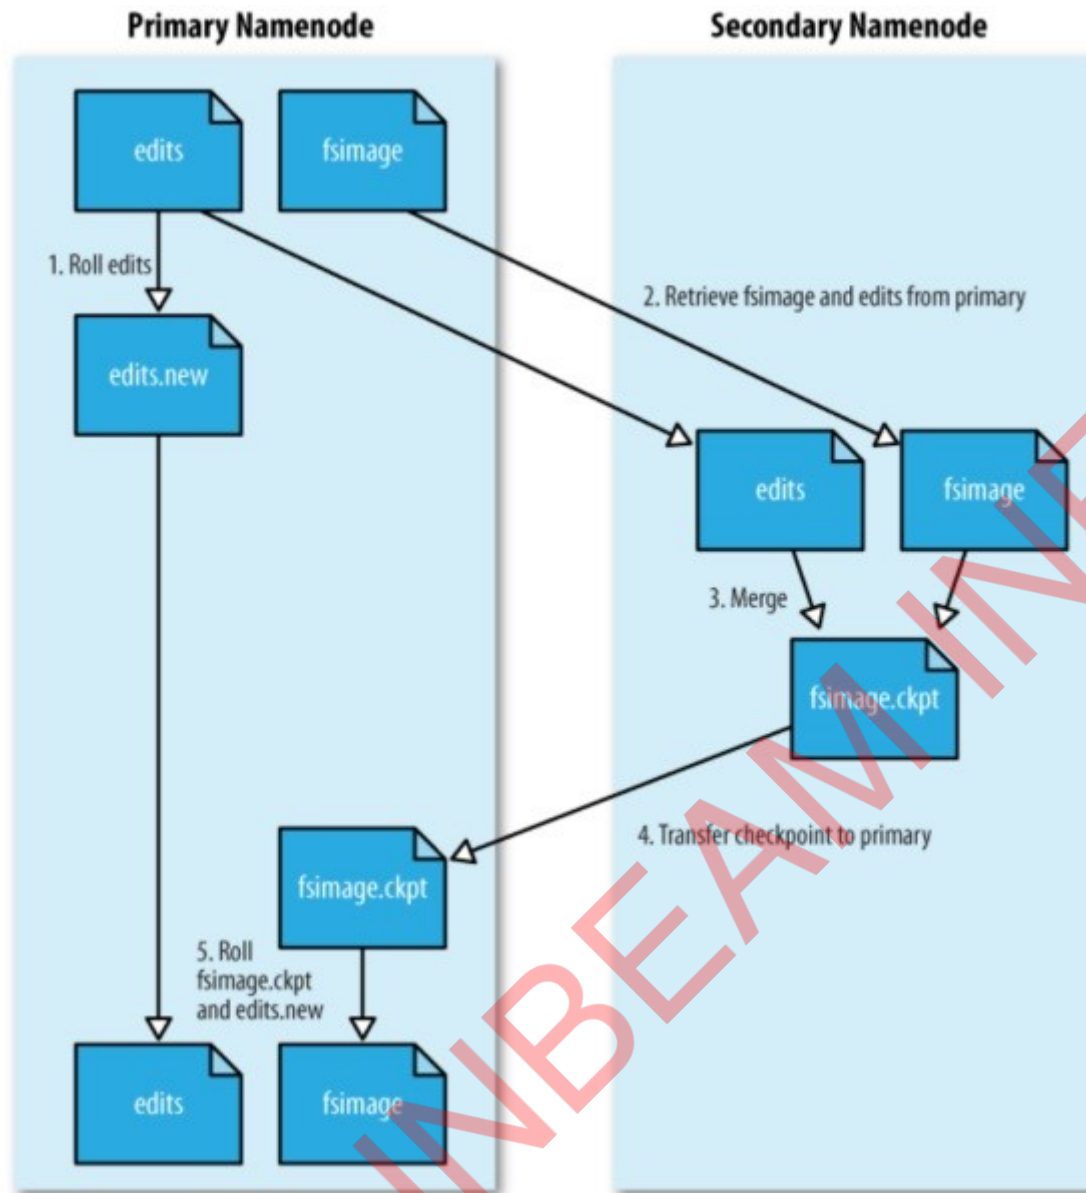 Primary Namenode
Secondary Namenode
edits
fsimage
1. Roll edits
2. Retrieve fsimage and edits from primary
edits.new
edits
fsimage
3. Merge
fsimage.ckpt
4. Transfer checkpoint to primary
fsimage.ckpt
5. Roll
fsimage.ckpt
and edits.new
edits
fsimage
INBEAM IN